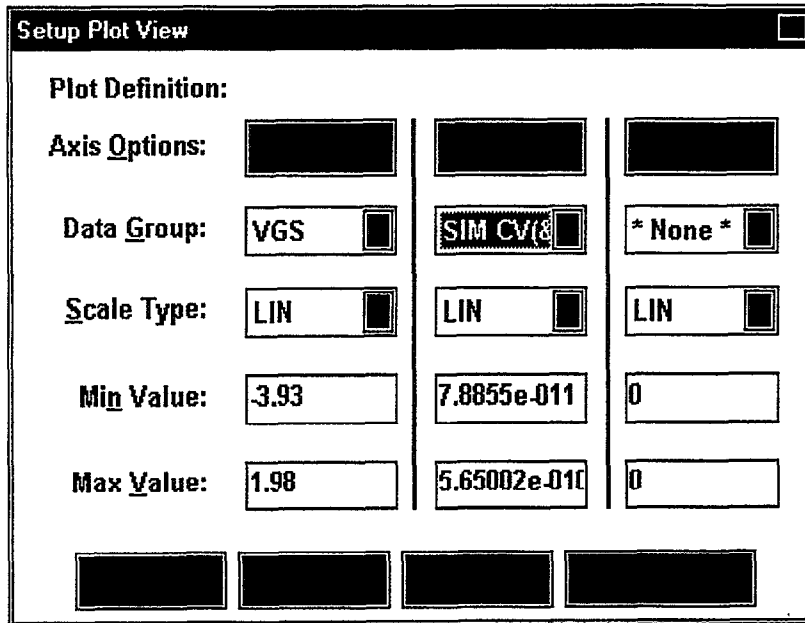 Setup Plot View
Plot Definition:
Axis Options:
Data Group: VGS SIM CV(& * None *
Scale Type: LIN LIN LIN
Min Value: -3.93 7.8855e-011 0
Max Value: 1.98 5.65002e-010 0